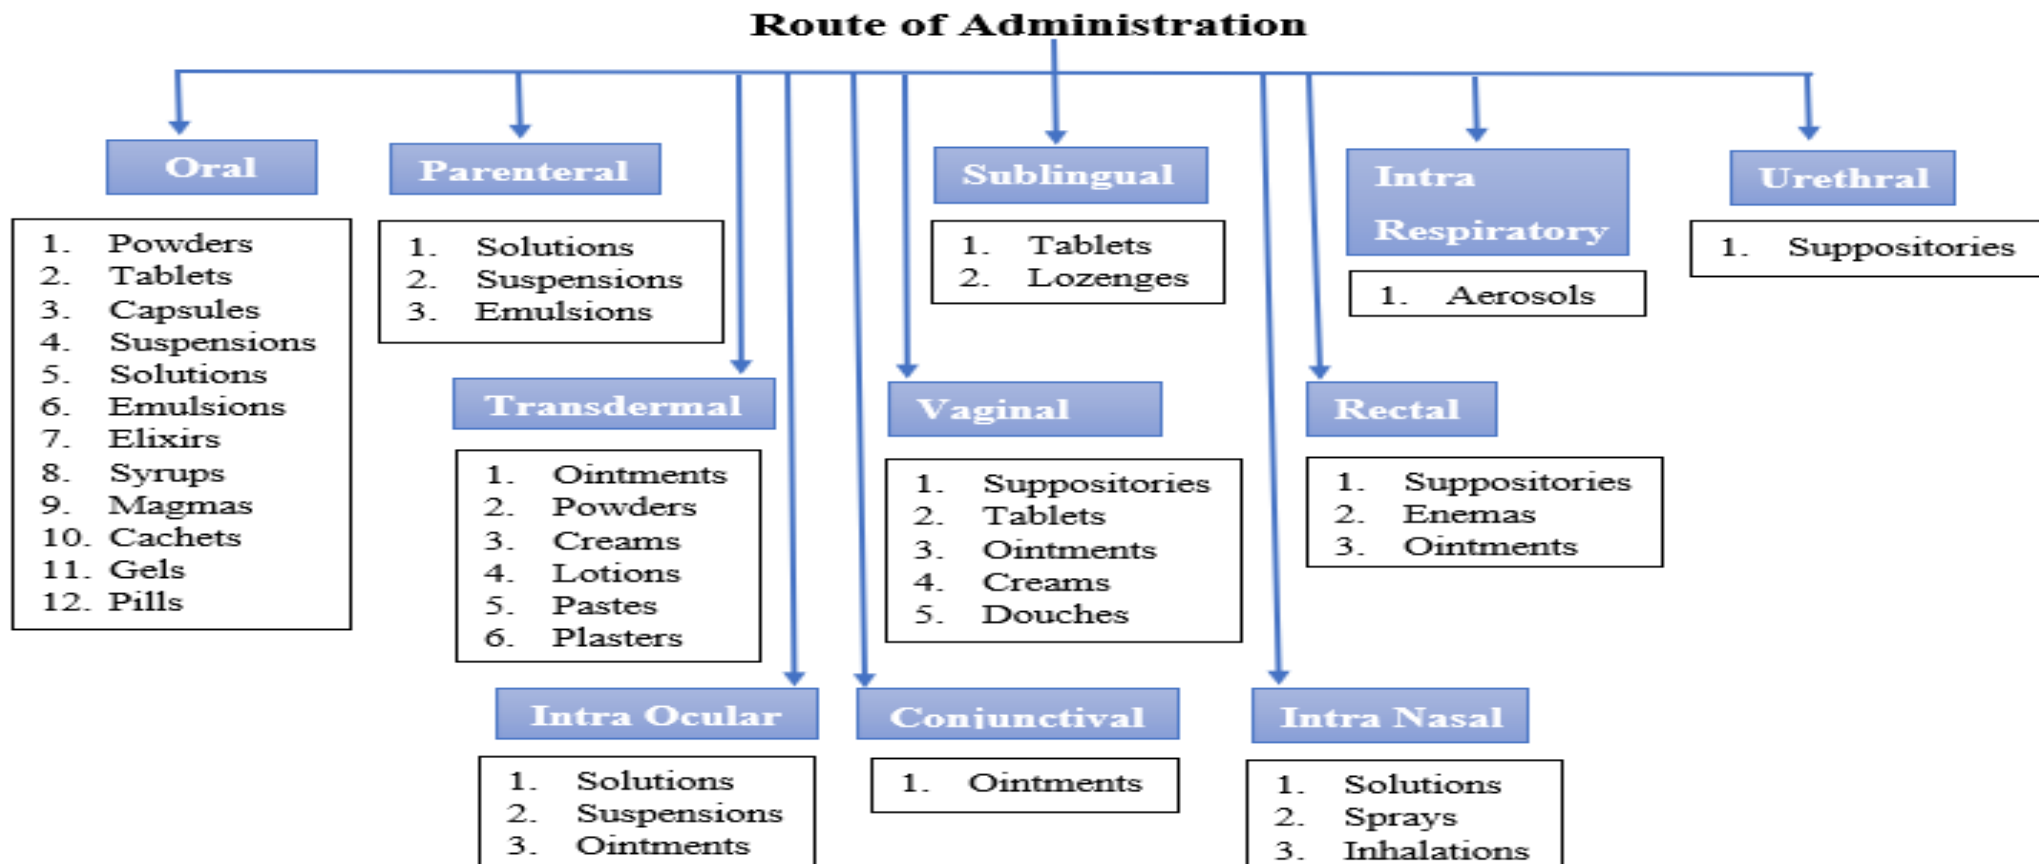 Route of Administration
Oral
1. Powders
2. Tablets
3. Capsules
4. Suspensions
5. Solutions
6. Emulsions
7. Elixirs
8. Syrups
9. Magmas
10. Cachets
11. Gels
12. Pills
Parenteral
1. Solutions
2. Suspensions
3. Emulsions
Sublingual
1. Tablets
2. Lozenges
Intra
Respiratory
1. Aerosols
Urethral
1. Suppositories
Transdermal
1. Ointments
2. Powders
3. Creams
4. Lotions
5. Pastes
6. Plasters
Vaginal
1. Suppositories
2. Tablets
3. Ointments
4. Creams
5. Douches
Rectal
1. Suppositories
2. Enemas
3. Ointments
Intra Ocular
1. Solutions
2. Suspensions
3. Ointments
Conjunctival
1. Ointments
Intra Nasal
1. Solutions
2. Sprays
3. Inhalations